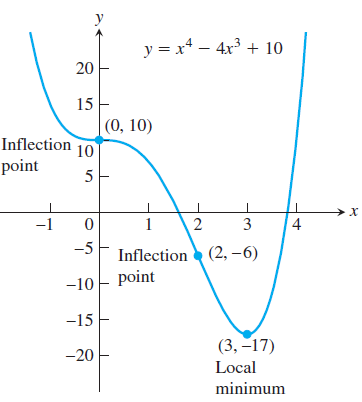 y
y = x⁴ − 4x³ + 10
20
15
(0, 10)
Inflection
point
10
5
x
−1
0
1
2
3
4
−5
Inflection
point
(2, −6)
−10
−15
(3, −17)
Local
minimum
−20